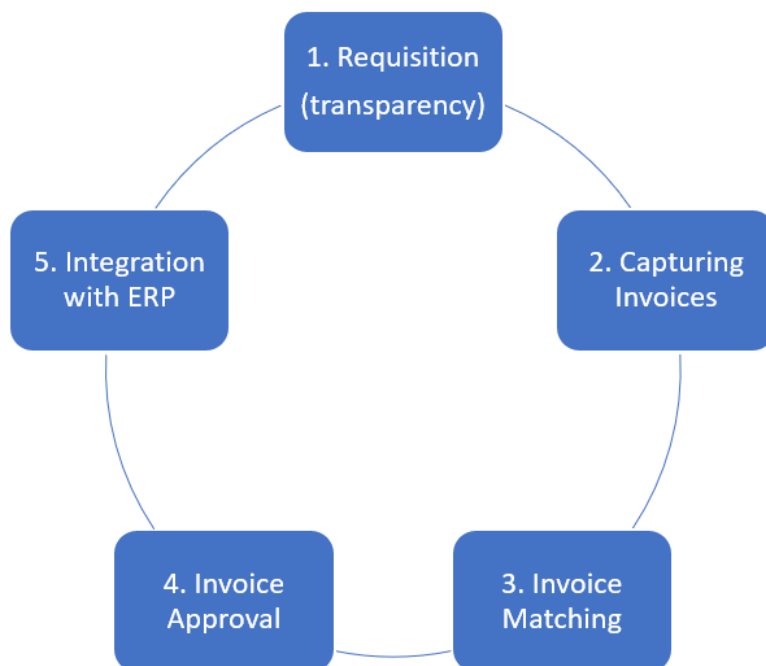 1. Requisition
(transparency)
2. Capturing
Invoices
3. Invoice
Matching
4. Invoice
Approval
5. Integration
with ERP